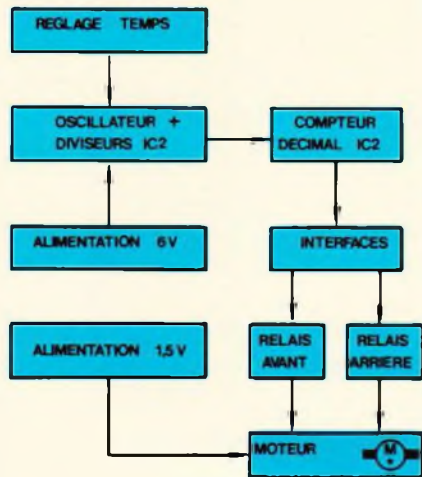 REGLAGE TEMPS
OSCILLATEUR +
DIVISEURS IC2
COMPTEUR
DECIMAL IC2
ALIMENTATION 6V
INTERFACES
ALIMENTATION 1,5 V
RELAIS
AVANT
RELAIS
ARRIERE
MOTEUR
M
+